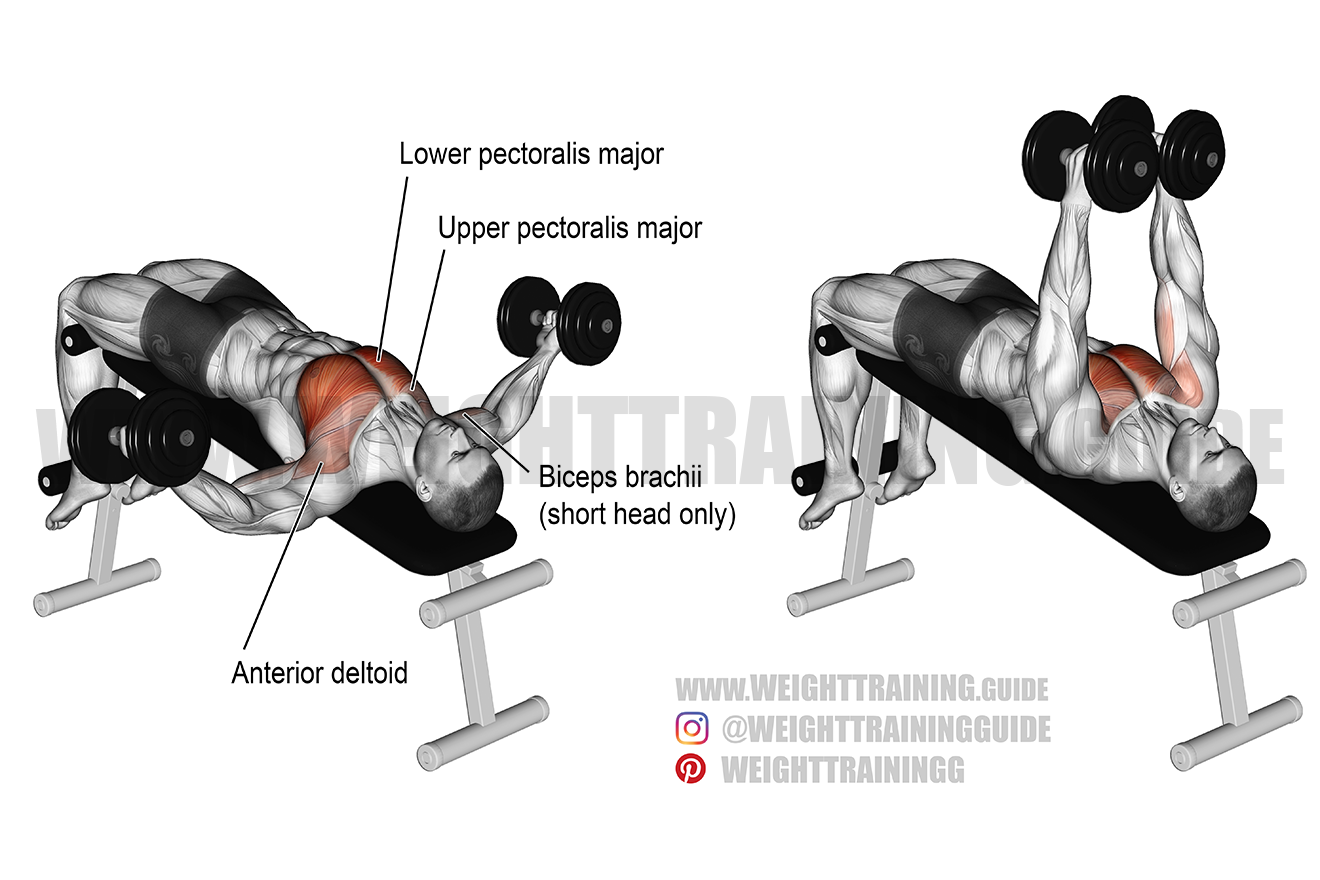 Lower pectoralis major
Upper pectoralis major
Biceps brachii
(short head only)
Anterior deltoid
WWW.WEIGHTTRAINING.GUIDE
WWW.WEIGHTTRAINING.GUIDE
@WEIGHTTRAININGGUIDE
WEIGHTTRAININGG